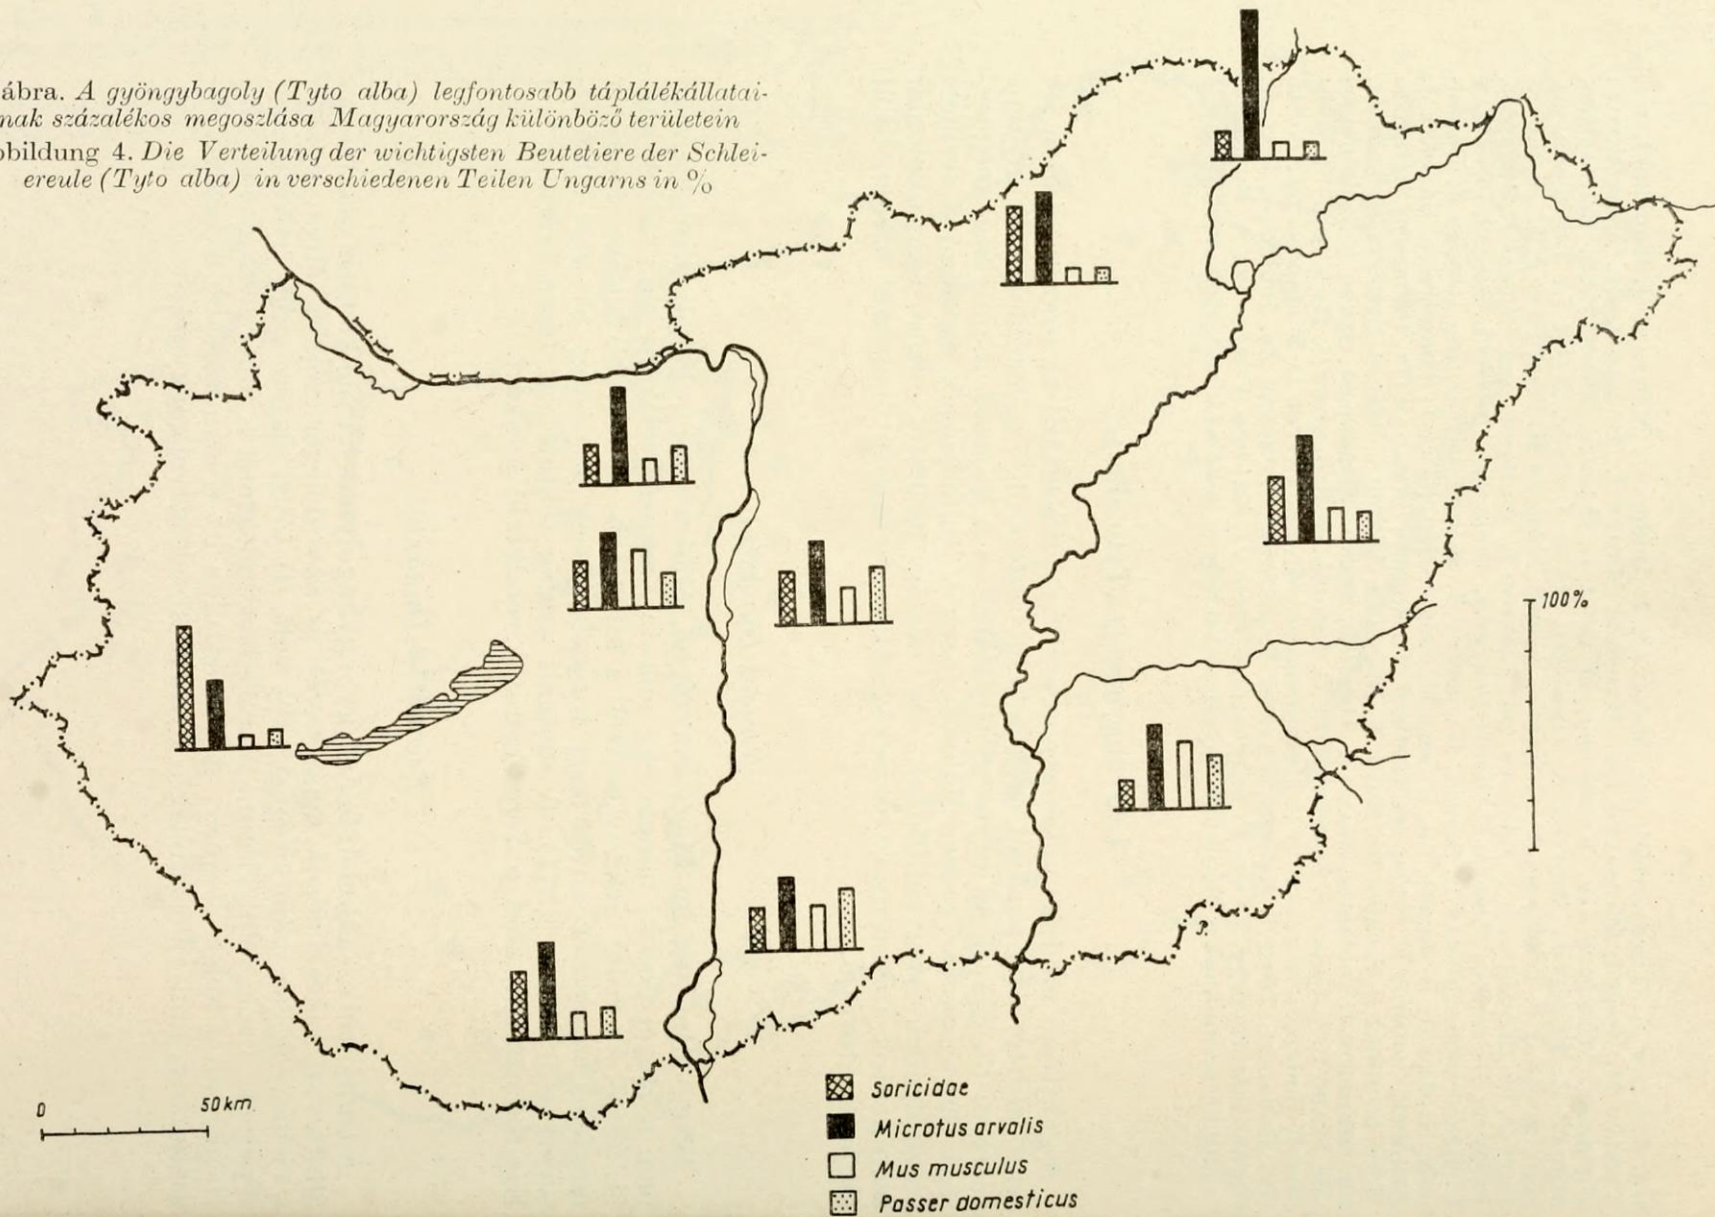 ábra. A gyöngybagoly (Tyto alba) legfontosabb táplálékállatai-
nak százalékos megoszlása Magyarország különböző területein
bbildung 4. Die Verteilung der wichtigsten Beutetiere der Schlei-
ereule (Tyto alba) in verschiedenen Teilen Ungarns in %
100%
0 50 km
Soricidae
Microtus arvalis
Mus musculus
Passer domesticus